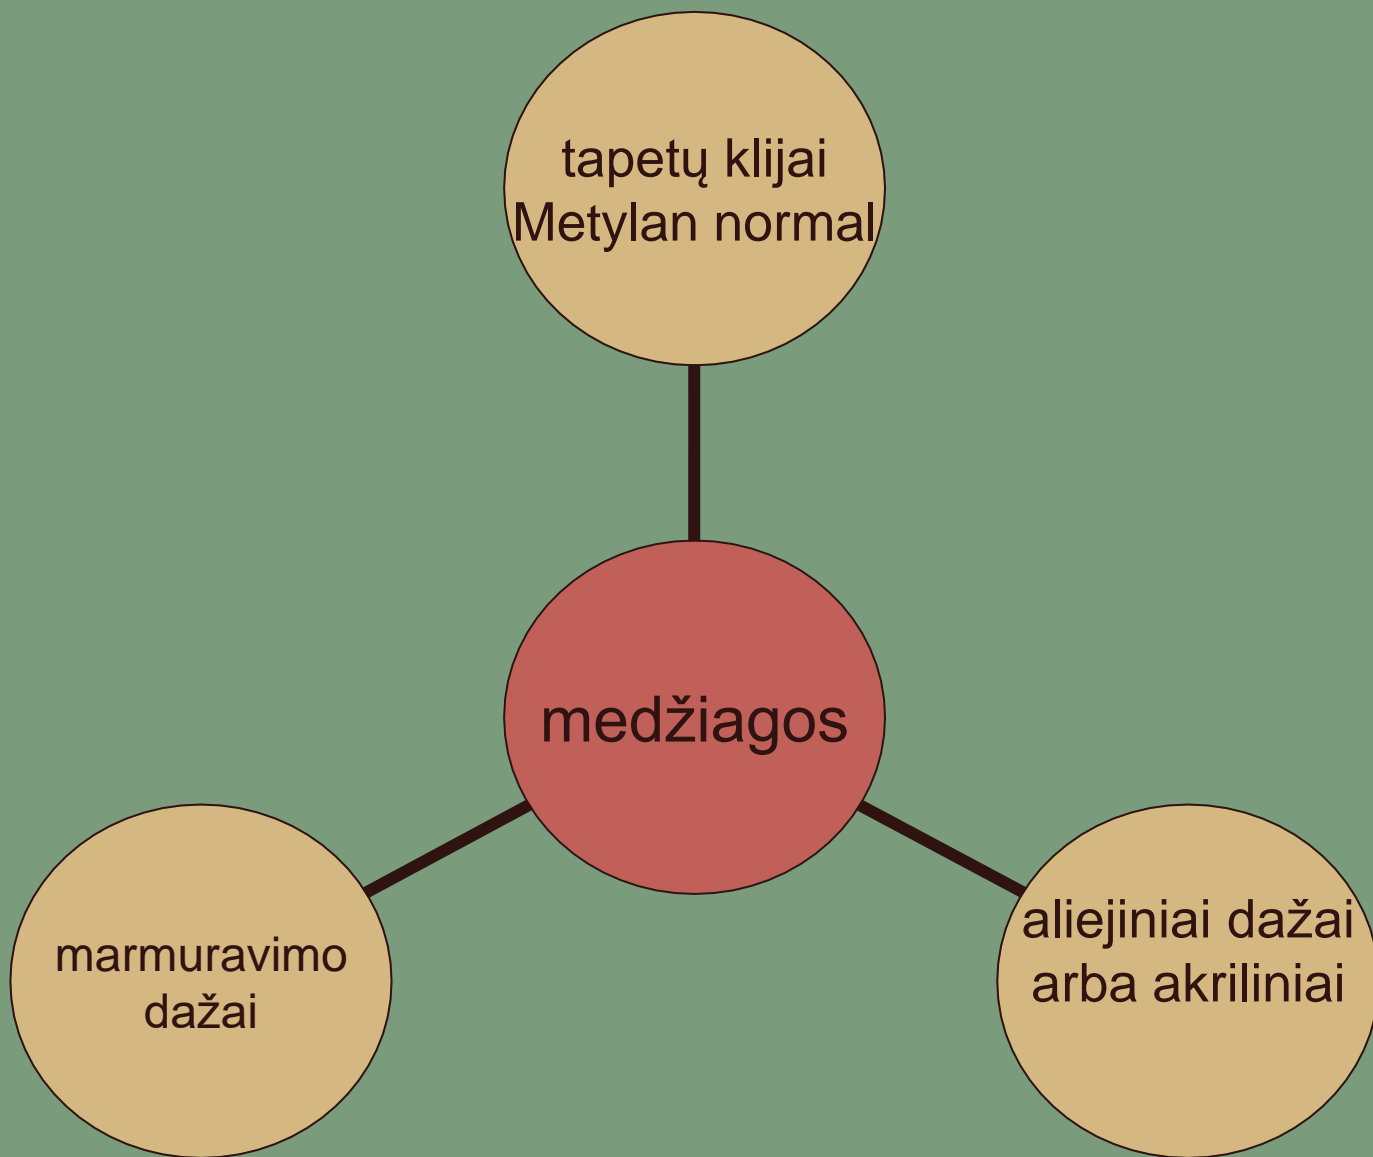 tapetų klijai
Metylan normal
medžiagos
marmuravimo
dažai
aliejiniai dažai
arba akriliniai